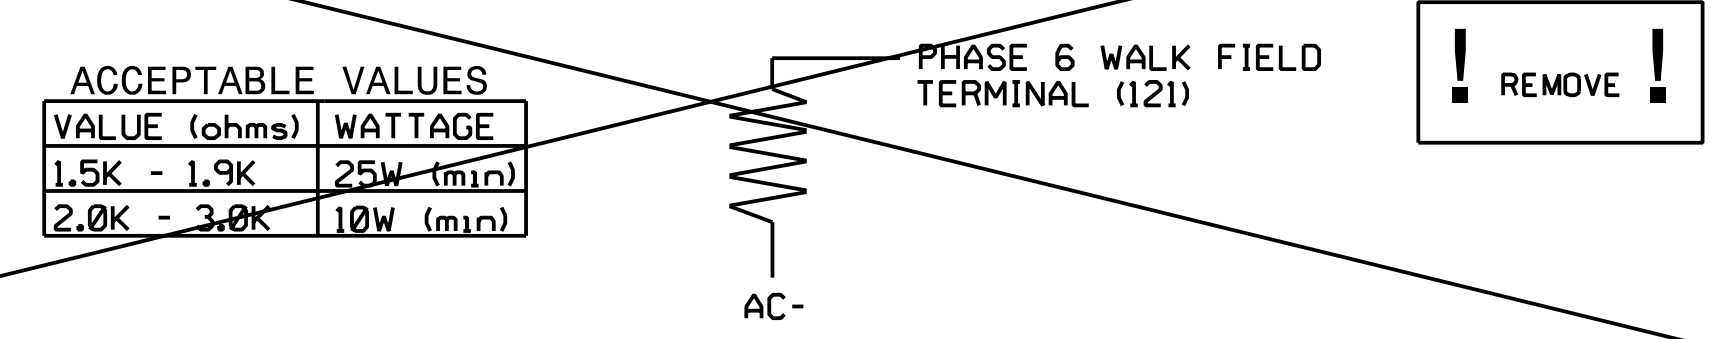 ACCEPTABLE VALUES
VALUE (ohms) WATTAGE
1.5K - 1.9K 25W (min)
2.0K - 3.0K 10W (min)
PHASE 6 WALK FIELD
TERMINAL (121)
AC-
! REMOVE !